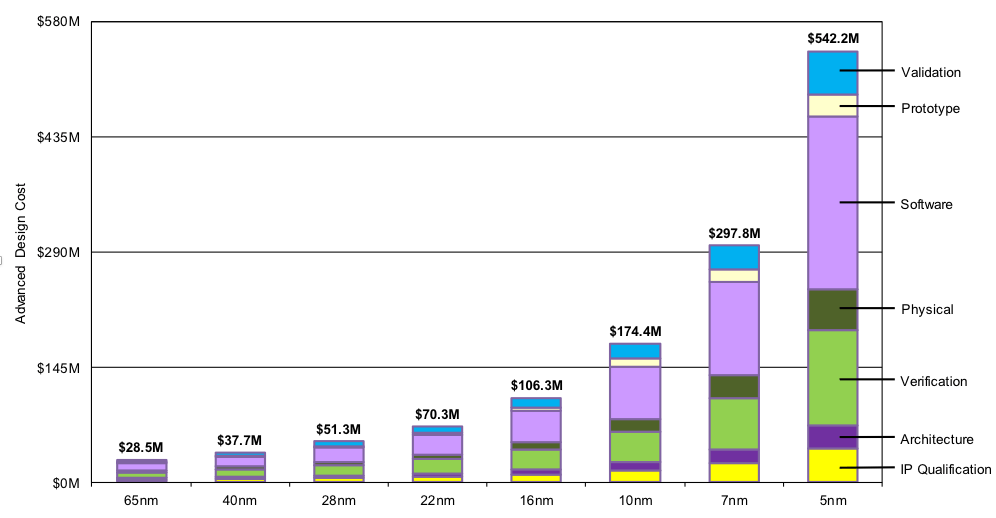 $580M
$542.2M
Validation
Prototype
$435M
Software
Advanced Design Cost
$297.8M
$290M
Physical
$174.4M
$145M
Verification
$106.3M
$70.3M
$51.3M
$37.7M
$28.5M
Architecture
IP Qualification
$0M
65nm 40nm 28nm 22nm 16nm 10nm 7nm 5nm